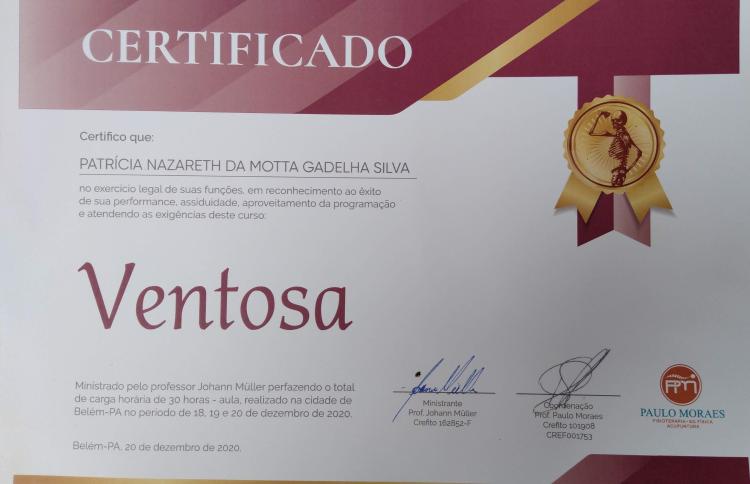 CERTIFICADO
Certifico que:
PATRÍCIA NAZARETH DA MOTTA GADELHA SILVA
no exercício legal de suas funções, em reconhecimento ao êxito
de sua performance, assiduidade, aproveitamento da programação
e atendendo as exigências deste curso:
Ventosa
Ministrado pelo professor Johann Müller perfazendo o total
de carga horária de 30 horas - aula, realizado na cidade de
Belém-PA no período de 18, 19 e 20 de dezembro de 2020.
Belém-PA, 20 de dezembro de 2020.
Ministrante
Prof. Johann Müller
Crefito 162852-F
Coordenação
Prof. Paulo Moraes
Crefito 101908
CREF001753
FPM
PAULO MORAES
FISIOTERAPIA • ED. FÍSICA
ACUPUNTURA